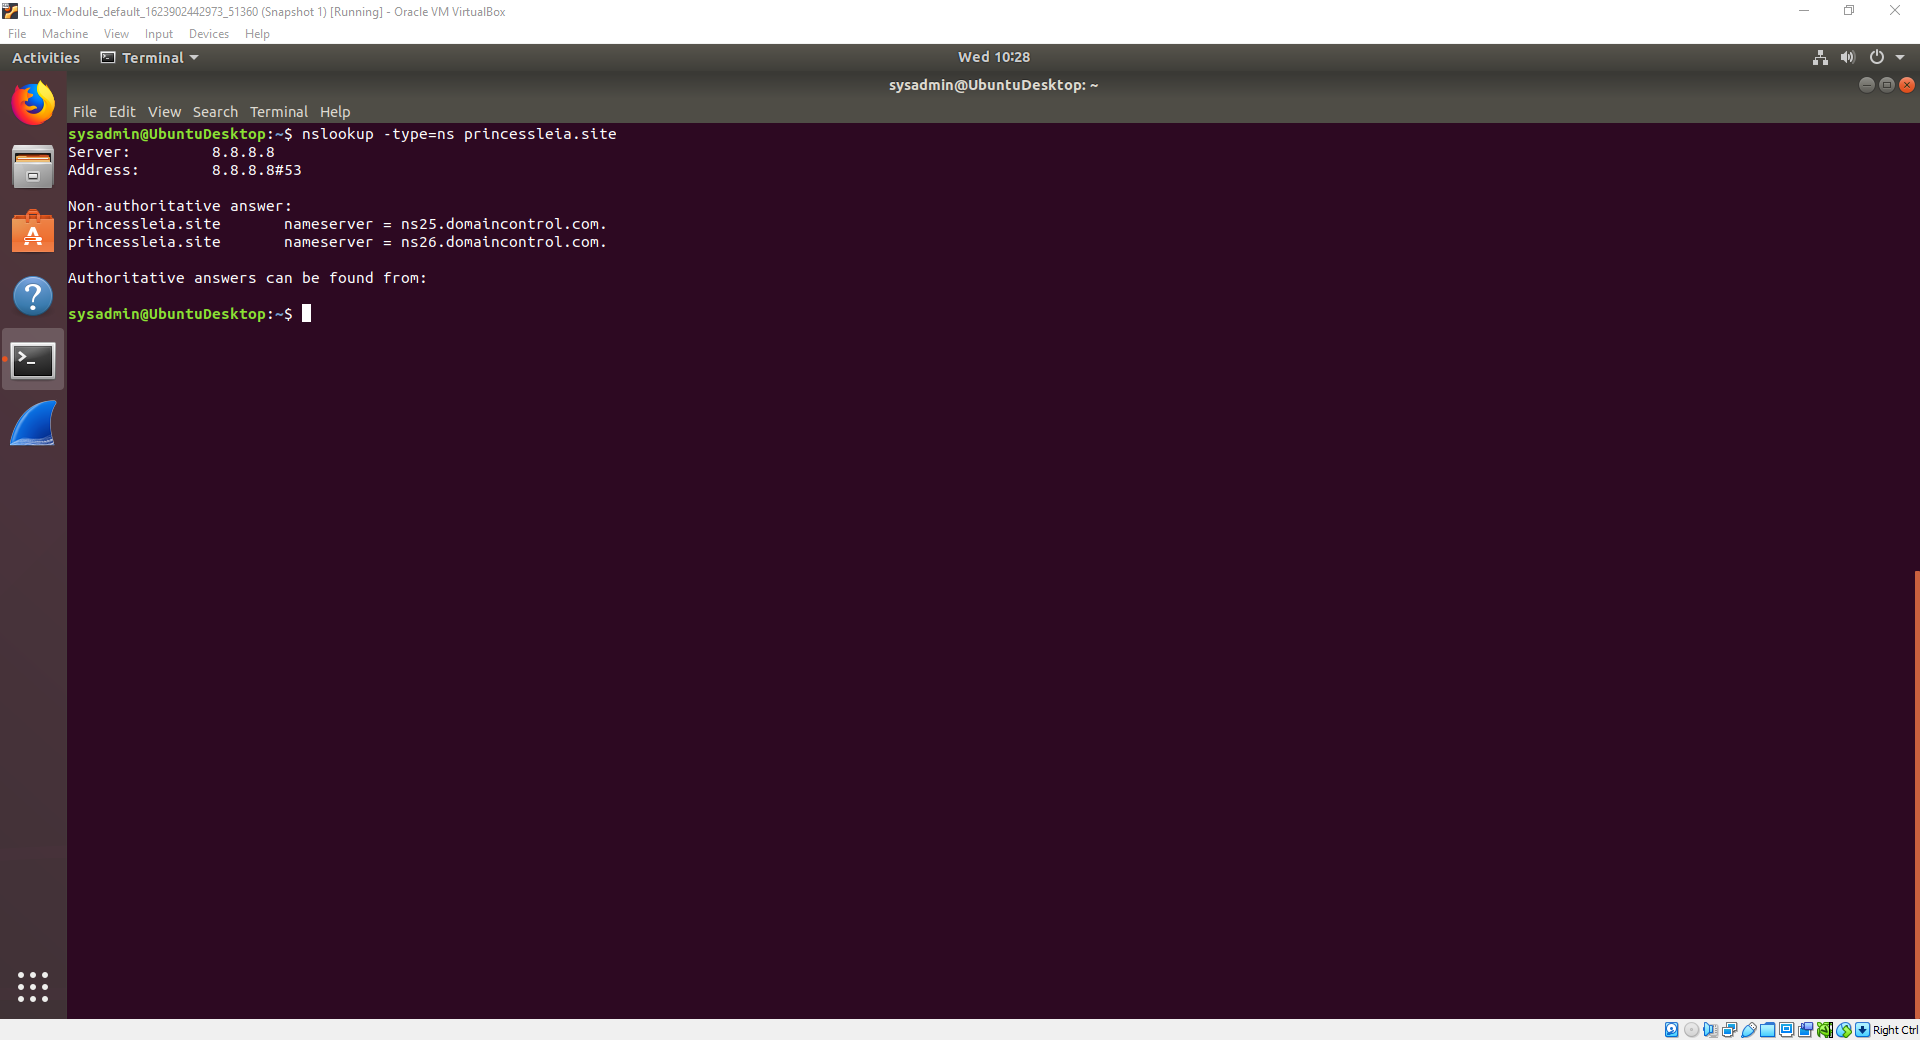 Linux-Module_default_1623902442973_51360 (Snapshot 1) [Running] - Oracle VM VirtualBox
File Machine View Input Devices Help
Activities Terminal Wed 10:28
sysadmin@UbuntuDesktop: ~
File Edit View Search Terminal Help
sysadmin@UbuntuDesktop:~$ nslookup -type=ns princessleia.site
Server: 8.8.8.8
Address: 8.8.8.8#53
Non-authoritative answer:
princessleia.site nameserver = ns25.domaincontrol.com.
princessleia.site nameserver = ns26.domaincontrol.com.
Authoritative answers can be found from:
sysadmin@UbuntuDesktop:~$
Right Ctrl